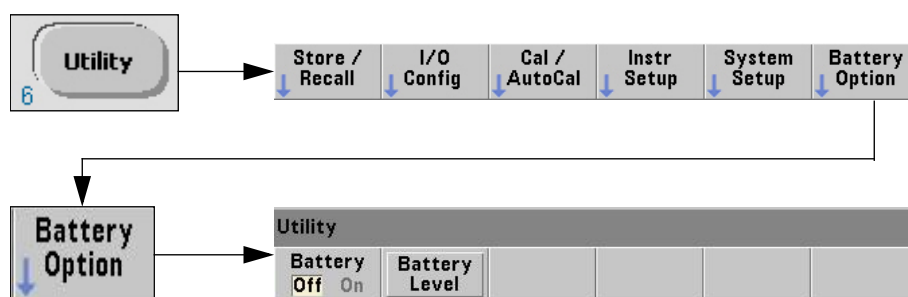 Utility
6
Store / Recall
I/O Config
Cal / AutoCal
Instr Setup
System Setup
Battery Option
Battery
Option
Utility
Battery
Off On
Battery
Level